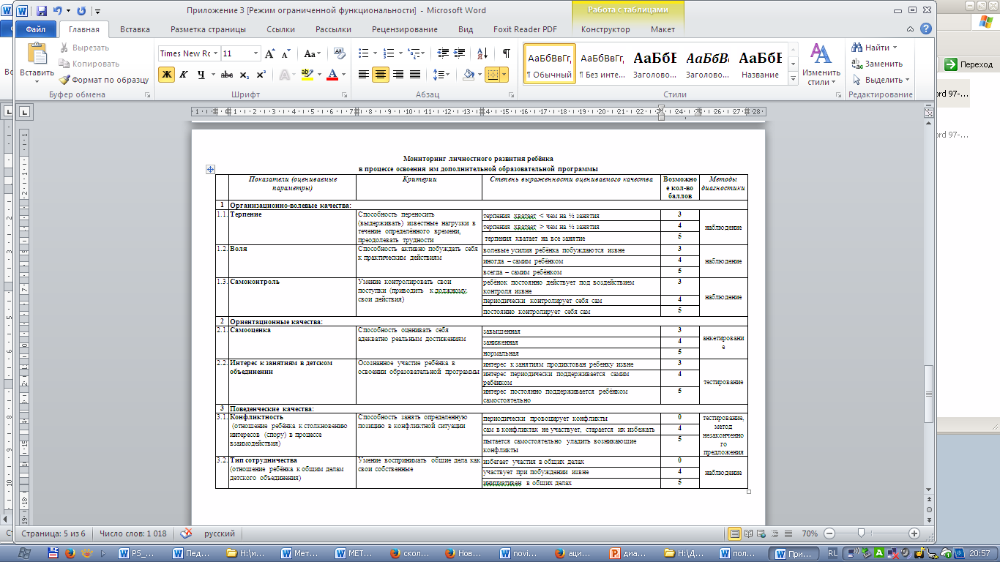 Приложение 3 [Режим ограниченной функциональности] - Microsoft Word
Работа с таблицами
Файл Главная Вставка Разметка страницы Ссылки Рассылки Рецензирование Вид Foxit Reader PDF Конструктор Макет
Вставить
Вырезать
Копировать
Формат по образцу
Буфер обмена
Times New Ro 11
Ж К Ч abc x₂ x²
Шрифт
Абзац
АаБбВвГг, АаБбВвГг, АаБбЕ АаБбВв АаБбВ
¶ Обычный ¶ Без инте... Заголово... Заголово... Название
Стили
Изменить стили
Найти
Заменить
Выделить
Редактирование
Переход
ord 97-...
ord 97-...
Мониторинг личностного развития ребёнка
в процессе освоения им дополнительной образовательной программы
Показатели (оцениваемые параметры) Критерии Степень выраженности оцениваемого качества Возможное кол-во баллов Методы диагностики
1 Организационно-волевые качества:
1.1. Терпение
Способность переносить
(выдерживать) известные нагрузки в
течение определённого времени,
преодолевать трудности
терпения хватает < чем на ½ занятия 3
терпения хватает > чем на ½ занятия 4
терпения хватает на все занятие 5
наблюдение
1.2. Воля
Способность активно побуждать себя
к практическим действиям
волевые усилия ребёнка побуждаются извне 3
иногда – самим ребёнком 4
всегда – самим ребёнком 5
наблюдение
1.3. Самоконтроль
Умение контролировать свои
поступки (приводить к должному
свои действия)
ребёнок постоянно действует под воздействием
контроля извне 3
периодически контролирует себя сам 4
постоянно контролирует себя сам 5
наблюдение
2 Ориентационные качества:
2.1. Самооценка
Способность оценивать себя
адекватно реальным достижениям
завышенная 3
заниженная 4
нормальная 5
анкетирование
2.2. Интерес к занятиям в детском
объединении
Осознанное участие ребёнка в
освоении образовательной программы
интерес к занятиям продиктован ребенку извне 3
интерес периодически поддерживается самим
ребёнком 4
интерес постоянно поддерживается ребёнком
самостоятельно 5
тестирование
3 Поведенческие качества:
3.1. Конфликтность
(отношение ребёнка к столкновению
интересов (спору) в процессе
взаимодействия)
Способность занять определенную
позицию в конфликтной ситуации
периодически провоцирует конфликты 0
сам в конфликтах не участвует, старается их избежать 4
пытается самостоятельно уладить возникающие
конфликты 5
тестирование,
метод
незаконченно
го
предложения
3.2. Тип сотрудничества
(отношение ребёнка к общим делам
детского объединения)
Умение воспринимать общие дела как
свои собственные
избегает участия в общих делах 0
участвует при побуждении извне 4
инициативен в общих делах 5
наблюдение
Страница: 5 из 6 Число слов: 1 018 русский 70%
PS_... Пед... H:\м... Мет... МЕТ... скол... Нов... novi... аци... диа... H:\Д... пол... При... RL 20:57